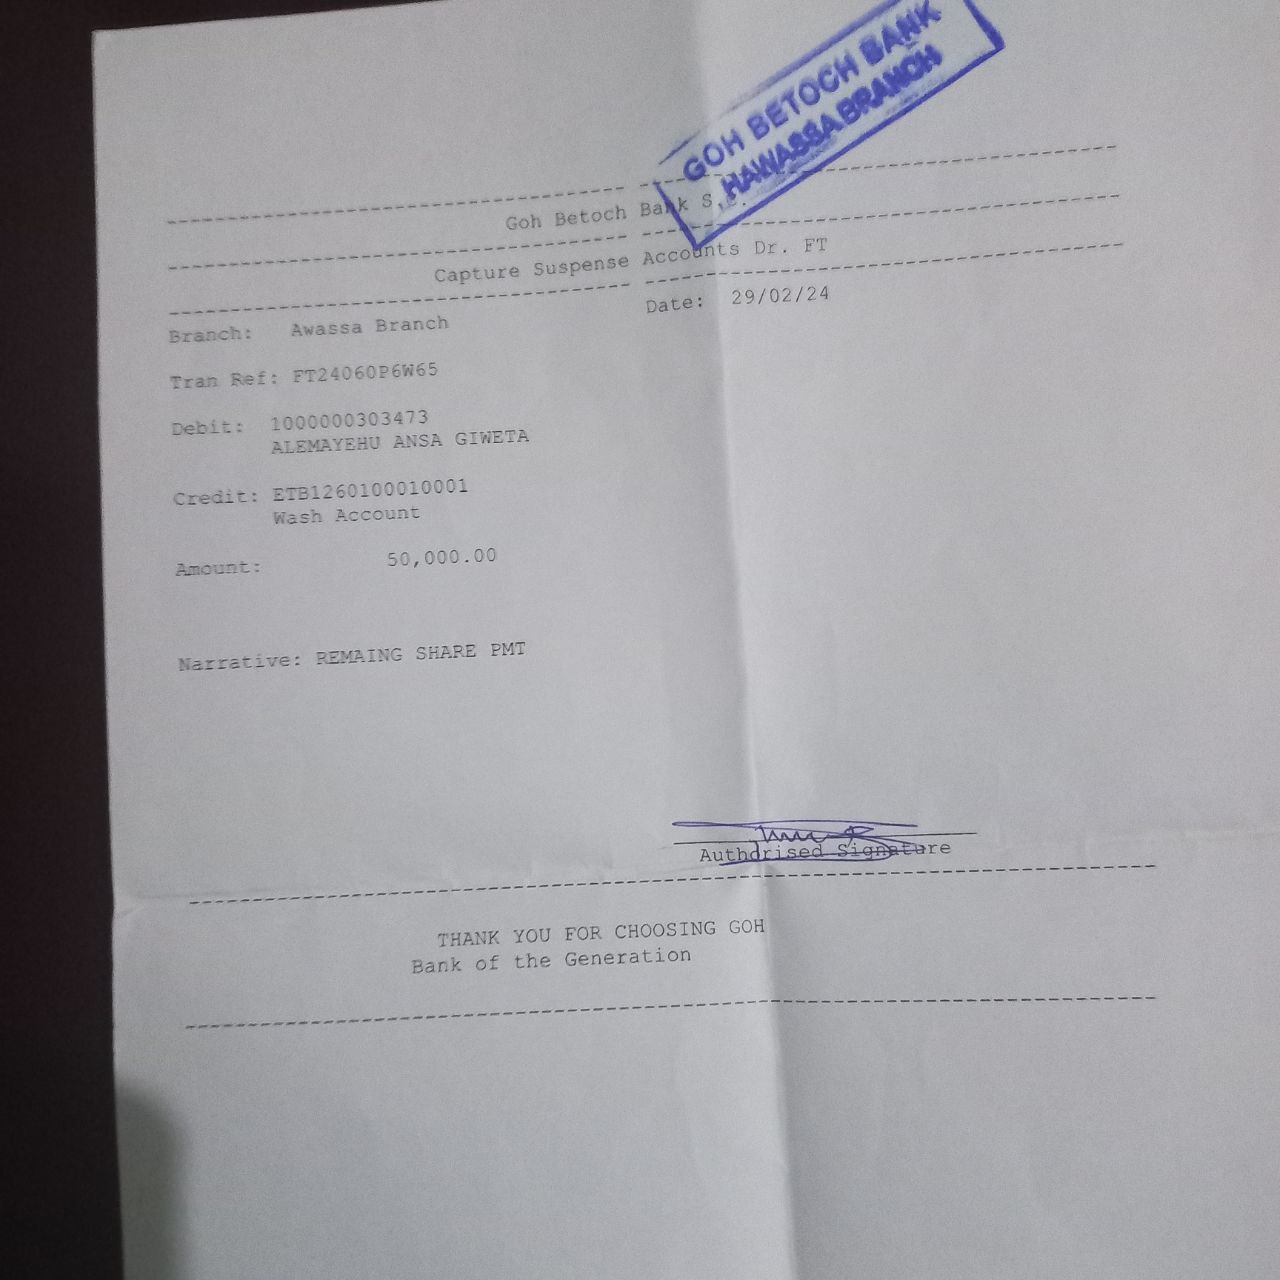 GOH BETOCH BANK
HAWASSA BRANCH
Goh Betoch Bank S.
Capture Suspense Accounts Dr. FT
Branch: Awassa Branch Date: 29/02/24
Tran Ref: FT24060P6W65
Debit: 1000000303473
ALEMAYEHU ANSA GIWETA
Credit: ETB1260100010001
Wash Account
Amount: 50,000.00
Narrative: REMAING SHARE PMT
Authorised Signature
THANK YOU FOR CHOOSING GOH
Bank of the Generation